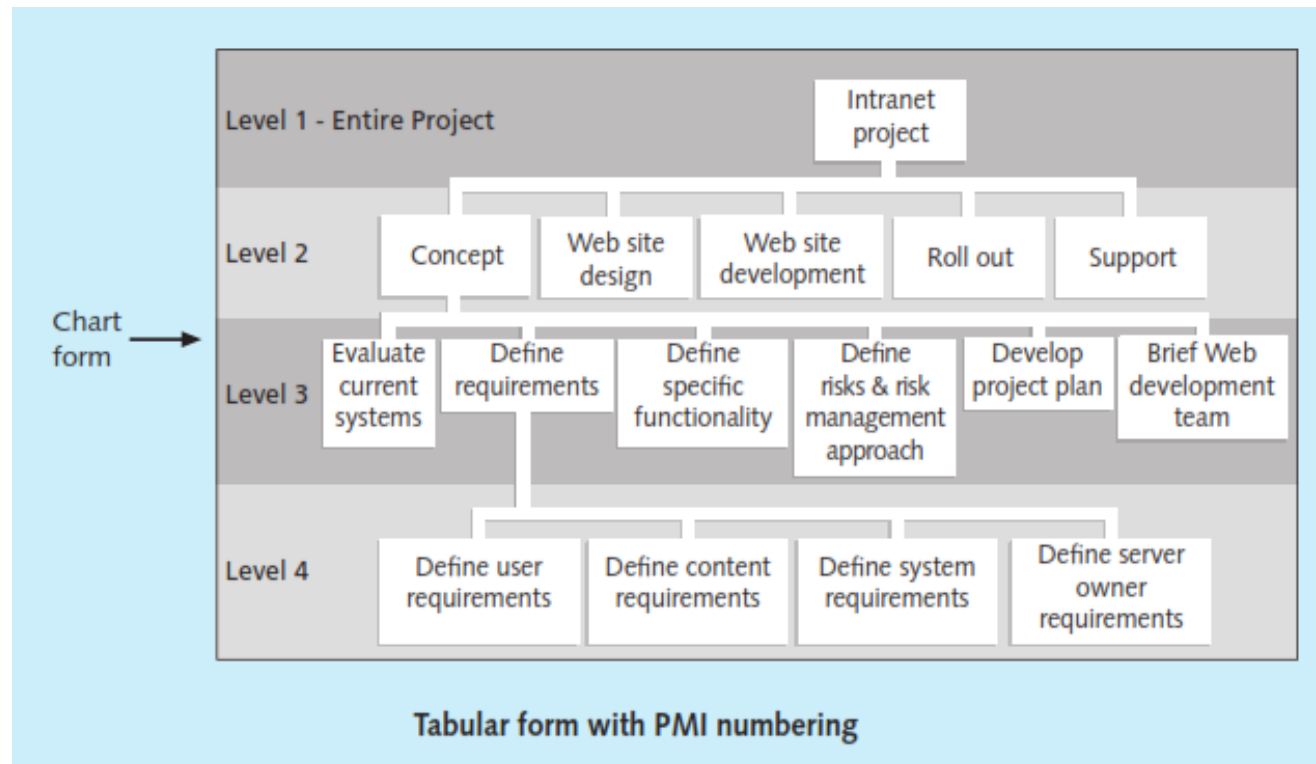 Level 1 - Entire Project
Intranet
project
Level 2
Concept
Web site
design
Web site
development
Roll out
Support
Chart
form
Level 3
Evaluate
current
systems
Define
requirements
Define
specific
functionality
Define
risks & risk
management
approach
Develop
project plan
Brief Web
development
team
Level 4
Define user
requirements
Define content
requirements
Define system
requirements
Define server
owner
requirements
Tabular form with PMI numbering